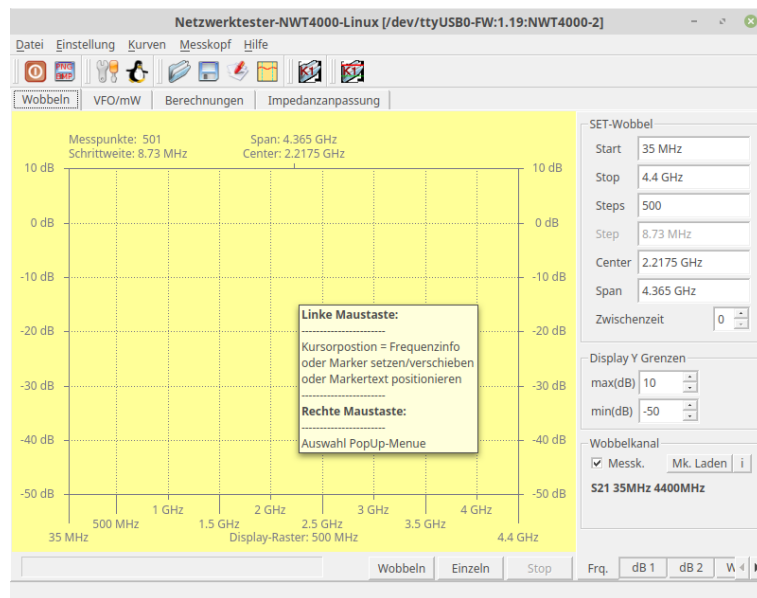 Netzwerktester-NWT4000-Linux [/dev/ttyUSB0-FW:1.19:NWT4000-2]
Datei Einstellung Kurven Messkopf Hilfe
PNG BMP
Wobbeln VFO/mW Berechnungen Impedanzanpassung
Messpunkte: 501 Span: 4.365 GHz
Schrittweite: 8.73 MHz Center: 2.2175 GHz
10 dB 10 dB
0 dB 0 dB
-10 dB -10 dB
-20 dB -20 dB
-30 dB -30 dB
-40 dB -40 dB
-50 dB -50 dB
Linke Maustaste:
-----------------------
Kursorpostion = Frequenzinfo
oder Marker setzen/verschieben
oder Markertext positionieren
-----------------------
Rechte Maustaste:
-----------------------
Auswahl PopUp-Menue
1 GHz 2 GHz 3 GHz 4 GHz
500 MHz 1.5 GHz 2.5 GHz 3.5 GHz
35 MHz Display-Raster: 500 MHz 4.4 GHz
Wobbeln Einzeln Stop
SET-Wobbel
Start 35 MHz
Stop 4.4 GHz
Steps 500
Step 8.73 MHz
Center 2.2175 GHz
Span 4.365 GHz
Zwischenzeit 0
Display Y Grenzen
max(dB) 10
min(dB) -50
Wobbelkanal
Messk. Mk. Laden i
S21 35MHz 4400MHz
Frq. dB 1 dB 2